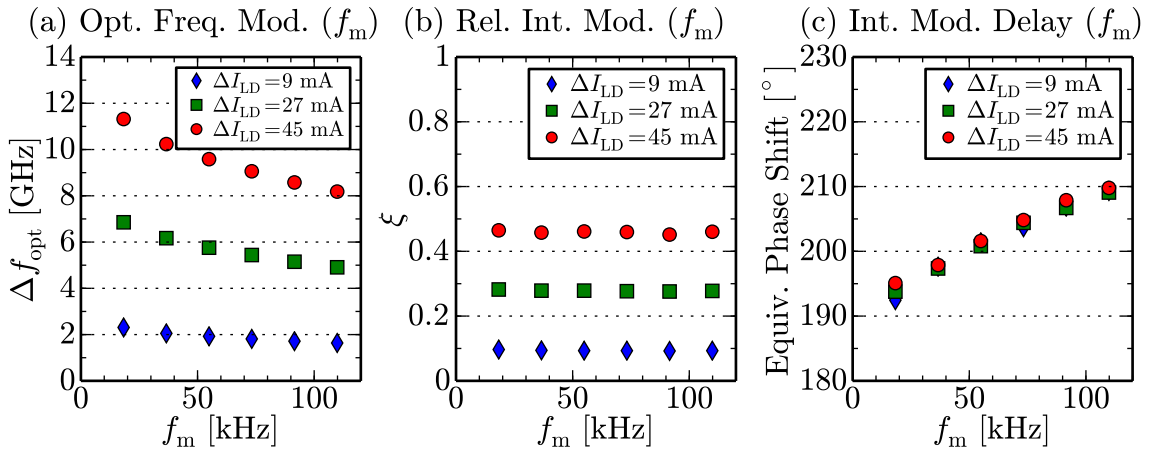 (a) Opt. Freq. Mod. (f_m)
14
12
10
8
6
4
2
0
0
50
100
Δf_opt [GHz]
f_m [kHz]
ΔI_LD=9 mA
ΔI_LD=27 mA
ΔI_LD=45 mA
(b) Rel. Int. Mod. (f_m)
1
0.8
0.6
0.4
0.2
0
0
50
100
ξ
f_m [kHz]
ΔI_LD=9 mA
ΔI_LD=27 mA
ΔI_LD=45 mA
(c) Int. Mod. Delay (f_m)
230
220
210
200
190
180
0
50
100
Equiv. Phase Shift [°]
f_m [kHz]
ΔI_LD=9 mA
ΔI_LD=27 mA
ΔI_LD=45 mA